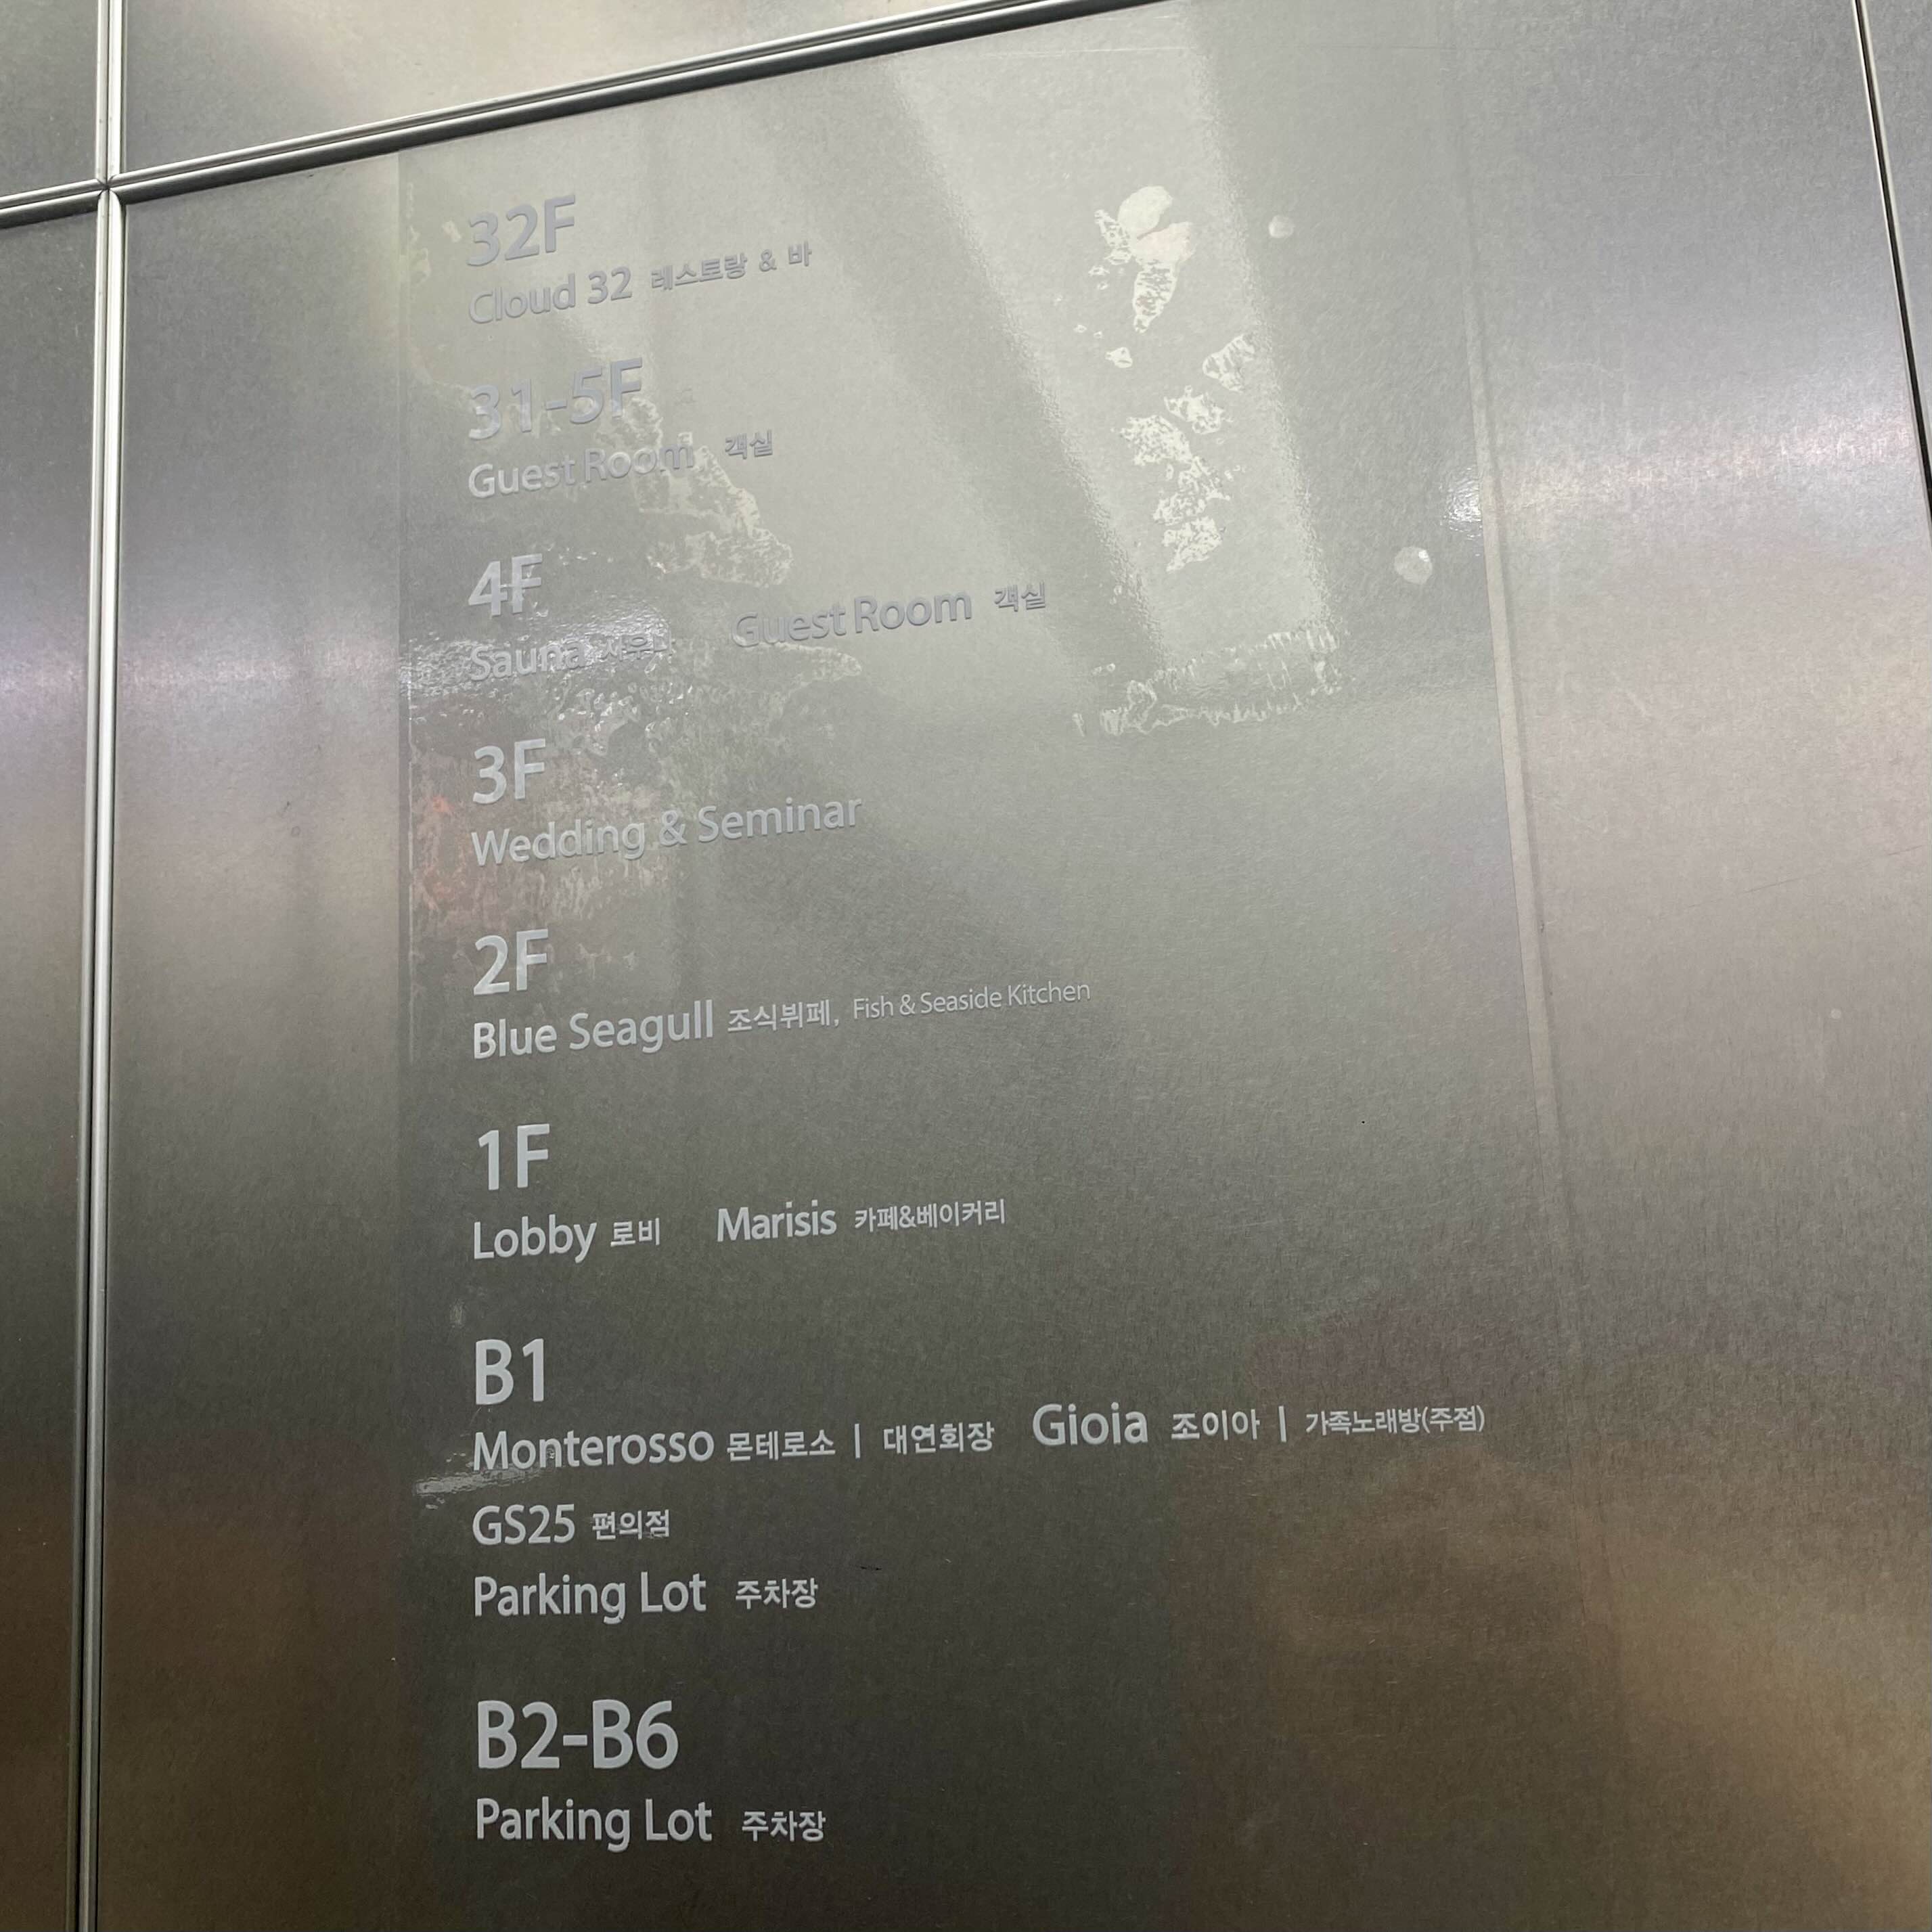 32F
Cloud 32 레스토랑 & 바
31-5F
Guest Room 객실
4F
Sauna 사우나 Guest Room 객실
3F
Wedding & Seminar
2F
Blue Seagull 조식뷔페, Fish & Seaside Kitchen
1F
Lobby 로비 Marisis 카페&베이커리
B1
Monterosso 몬테로소 | 대연회장 Gioia 조이아 | 가족노래방(주점)
GS25 편의점
Parking Lot 주차장
B2-B6
Parking Lot 주차장